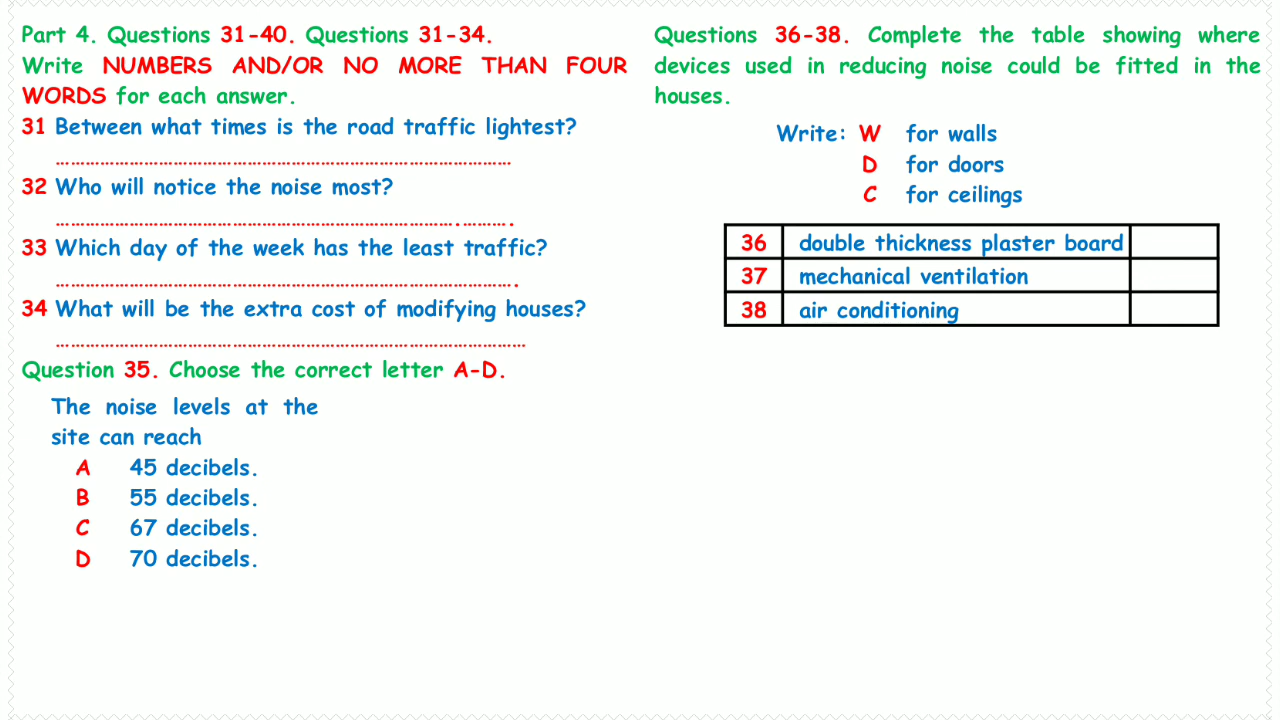 Part 4. Questions 31-40. Questions 31-34.
Write NUMBERS AND/OR NO MORE THAN FOUR
WORDS for each answer.
31 Between what times is the road traffic lightest?
……………………………………………………………………………
32 Who will notice the noise most?
…………………………………………………………………….……….
33 Which day of the week has the least traffic?
…………………………………………………………………………….
34 What will be the extra cost of modifying houses?
………………………………………………………………………………
Question 35. Choose the correct letter A-D.
The noise levels at the
site can reach
A 45 decibels.
B 55 decibels.
C 67 decibels.
D 70 decibels.
Questions 36-38. Complete the table showing where
devices used in reducing noise could be fitted in the
houses.
Write: W for walls
D for doors
C for ceilings
36 double thickness plaster board
37 mechanical ventilation
38 air conditioning